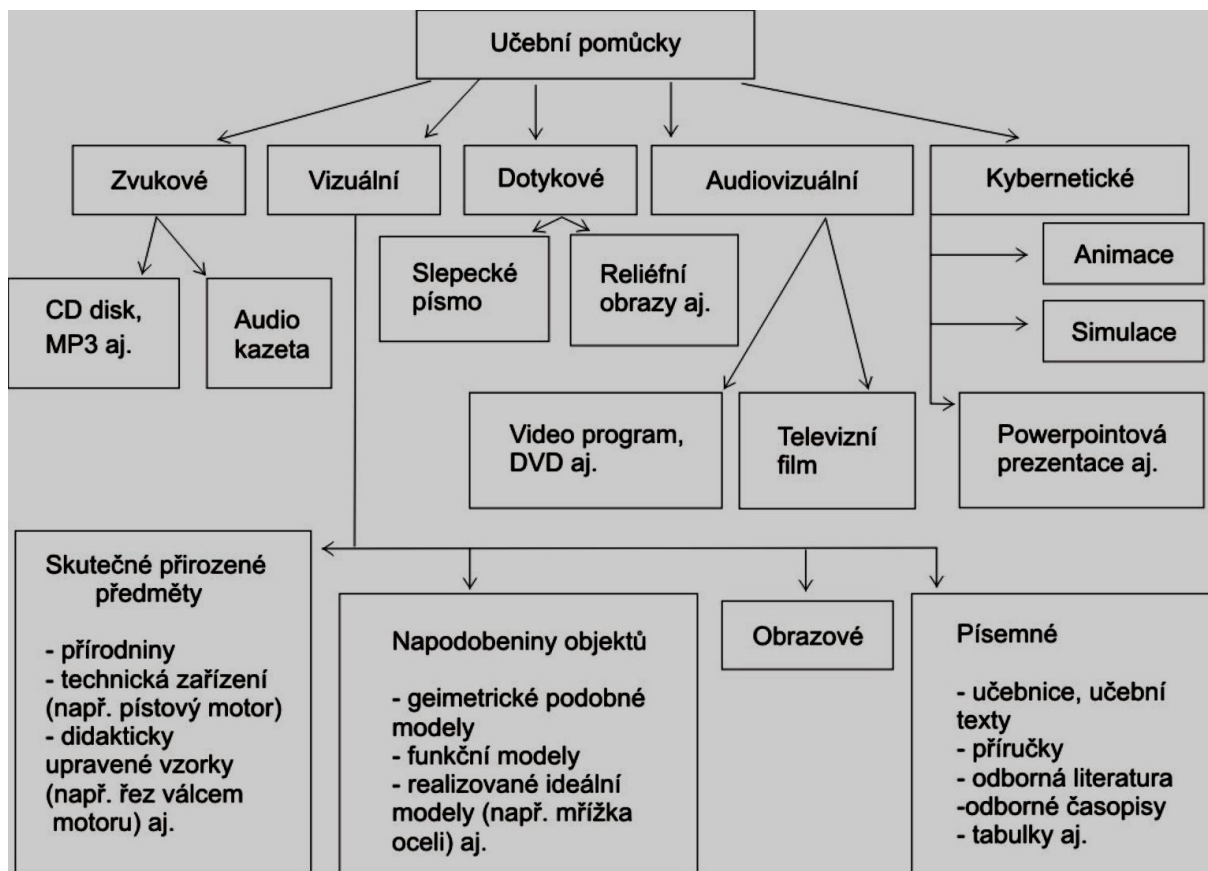 Učební pomůcky
Zvukové
Vizuální
Dotykové
Audiovizuální
Kybernetické
CD disk,
MP3 aj.
Audio
kazeta
Slepecké
písmo
Reliéfní
obrazy aj.
Animace
Simulace
Video program,
DVD aj.
Televizní
film
Powerpointová
prezentace aj.
Skutečné přirozené
předměty
- přírodniny
- technická zařízení
(např. pístový motor)
- didakticky
upravené vzorky
(např. řez válcem
motoru) aj.
Napodobeniny objektů
- geimetrické podobné
modely
- funkční modely
- realizované ideální
modely (např. mřížka
oceli) aj.
Obrazové
Písemné
- učebnice, učební
texty
- příručky
- odborná literatura
-odborné časopisy
- tabulky aj.